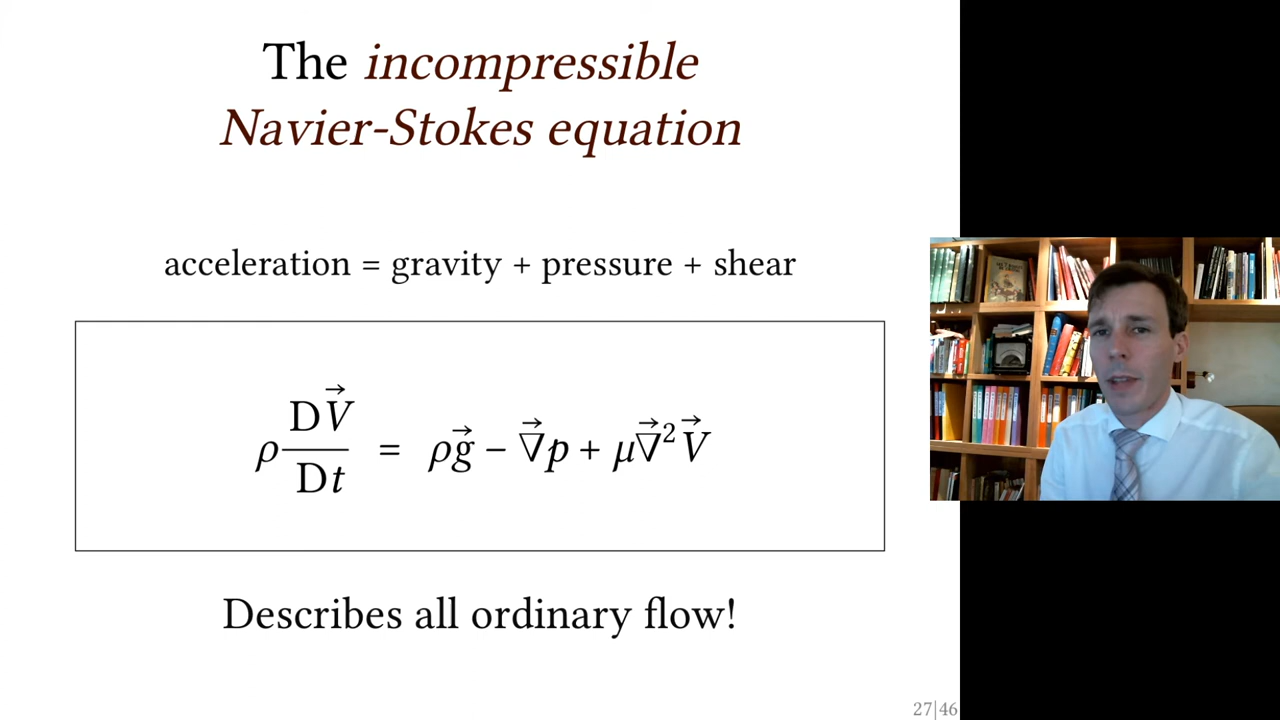 The incompressible
Navier-Stokes equation
acceleration = gravity + pressure + shear
ρ DV⃗/Dt = ρg⃗ − ∇⃗p + μ∇⃗²V⃗
Describes all ordinary flow!
27|46